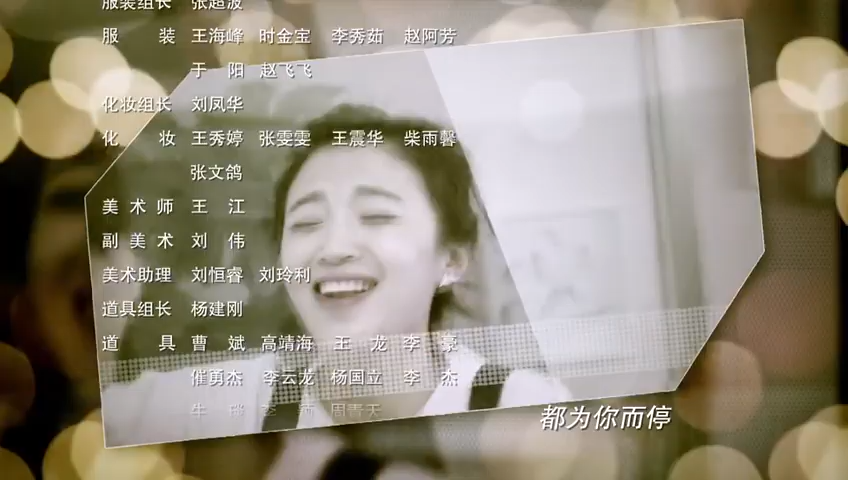 服装组长 张超波
服 装 王海峰 时金宝 李秀茹 赵阿芳
于 阳 赵飞飞
化妆组长 刘凤华
化 妆 王秀婷 张雯雯 王震华 柴雨馨
张文鸽
美 术 师 王 江
副 美 术 刘 伟
美术助理 刘恒睿 刘玲利
道具组长 杨建刚
道 具 曹 斌 高靖海 王 龙 李 豪
催勇杰 李云龙 杨国立 李 杰
周青天
都为你而停